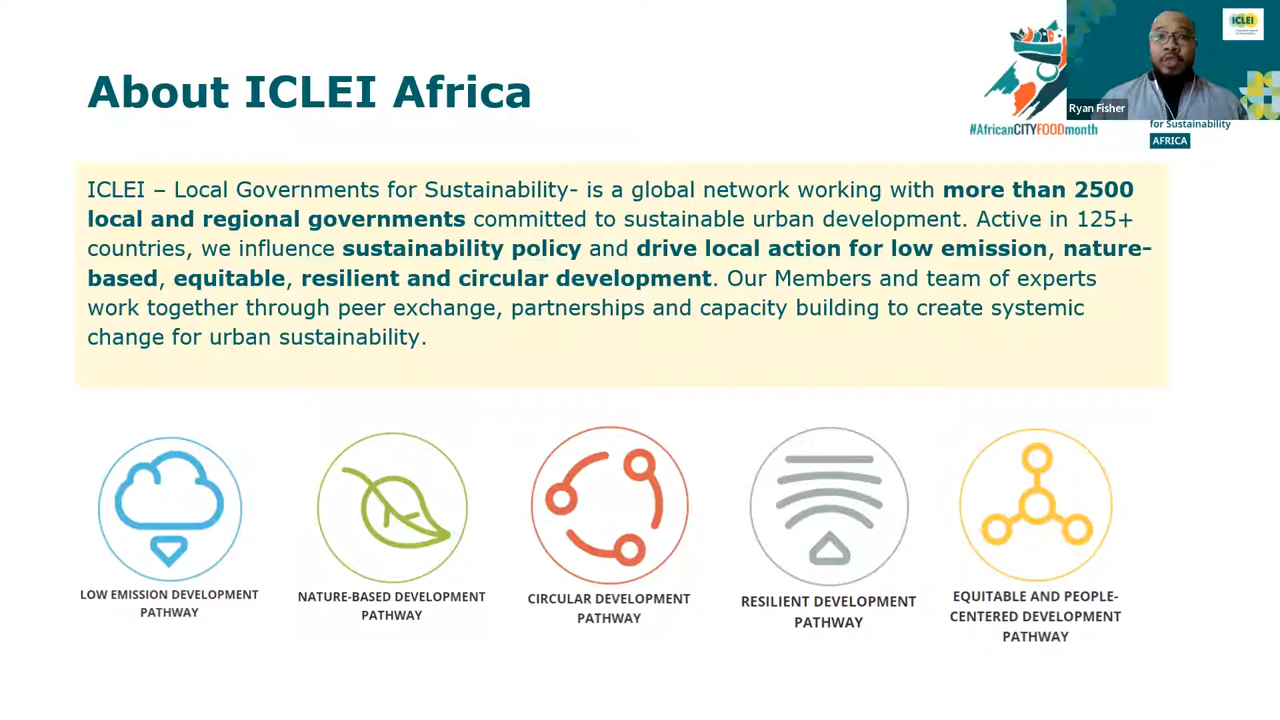 About ICLEI Africa
#AfricanCITYFOODmonth
ICLEI
Ryan Fisher
for Sustainability
AFRICA
ICLEI – Local Governments for Sustainability- is a global network working with more than 2500
local and regional governments committed to sustainable urban development. Active in 125+
countries, we influence sustainability policy and drive local action for low emission, nature-
based, equitable, resilient and circular development. Our Members and team of experts
work together through peer exchange, partnerships and capacity building to create systemic
change for urban sustainability.
LOW EMISSION DEVELOPMENT
PATHWAY
NATURE-BASED DEVELOPMENT
PATHWAY
CIRCULAR DEVELOPMENT
PATHWAY
RESILIENT DEVELOPMENT
PATHWAY
EQUITABLE AND PEOPLE-
CENTERED DEVELOPMENT
PATHWAY